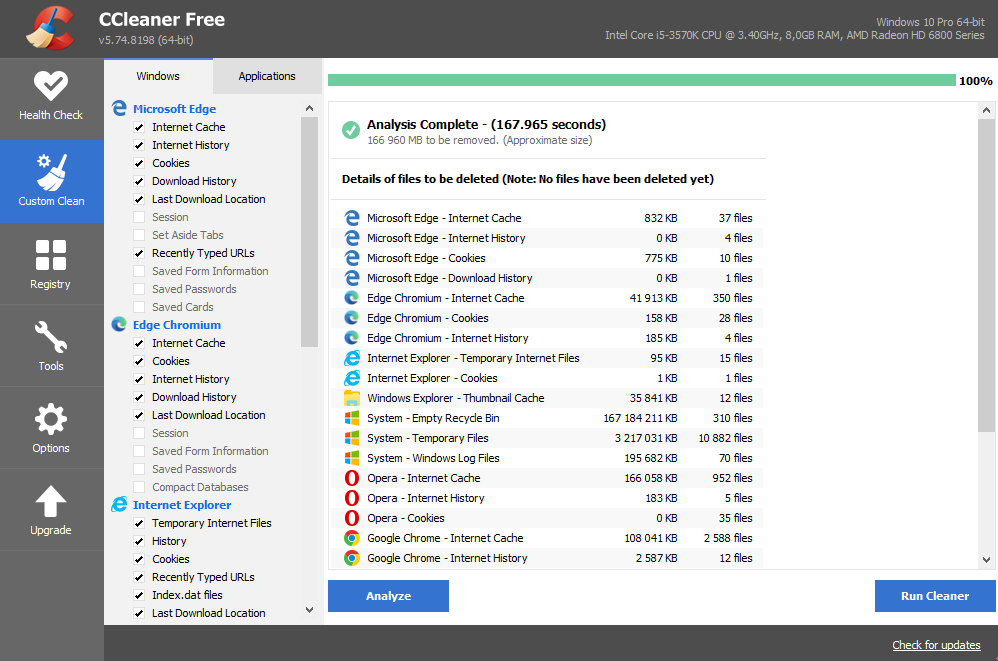 CCleaner Free
v5.74.8198 (64-bit)
Windows 10 Pro 64-bit
Intel Core i5-3570K CPU @ 3.40GHz, 8,0GB RAM, AMD Radeon HD 6800 Series
Health Check
Custom Clean
Registry
Tools
Options
Upgrade
Windows
Applications
Microsoft Edge
Internet Cache
Internet History
Cookies
Download History
Last Download Location
Session
Set Aside Tabs
Recently Typed URLs
Saved Form Information
Saved Passwords
Saved Cards
Edge Chromium
Internet Cache
Cookies
Internet History
Download History
Last Download Location
Session
Saved Form Information
Saved Passwords
Compact Databases
Internet Explorer
Temporary Internet Files
History
Cookies
Recently Typed URLs
Index.dat files
Last Download Location
100%
Analysis Complete - (167.965 seconds)
166 960 MB to be removed. (Approximate size)
Details of files to be deleted (Note: No files have been deleted yet)
Microsoft Edge - Internet Cache 832 KB 37 files
Microsoft Edge - Internet History 0 KB 4 files
Microsoft Edge - Cookies 775 KB 10 files
Microsoft Edge - Download History 0 KB 1 files
Edge Chromium - Internet Cache 41 913 KB 350 files
Edge Chromium - Cookies 158 KB 28 files
Edge Chromium - Internet History 185 KB 4 files
Internet Explorer - Temporary Internet Files 95 KB 15 files
Internet Explorer - Cookies 1 KB 1 files
Windows Explorer - Thumbnail Cache 35 841 KB 12 files
System - Empty Recycle Bin 167 184 211 KB 310 files
System - Temporary Files 3 217 031 KB 10 882 files
System - Windows Log Files 195 682 KB 70 files
Opera - Internet Cache 166 058 KB 952 files
Opera - Internet History 183 KB 5 files
Opera - Cookies 0 KB 35 files
Google Chrome - Internet Cache 108 041 KB 2 588 files
Google Chrome - Internet History 2 587 KB 12 files
Analyze
Run Cleaner
Check for updates